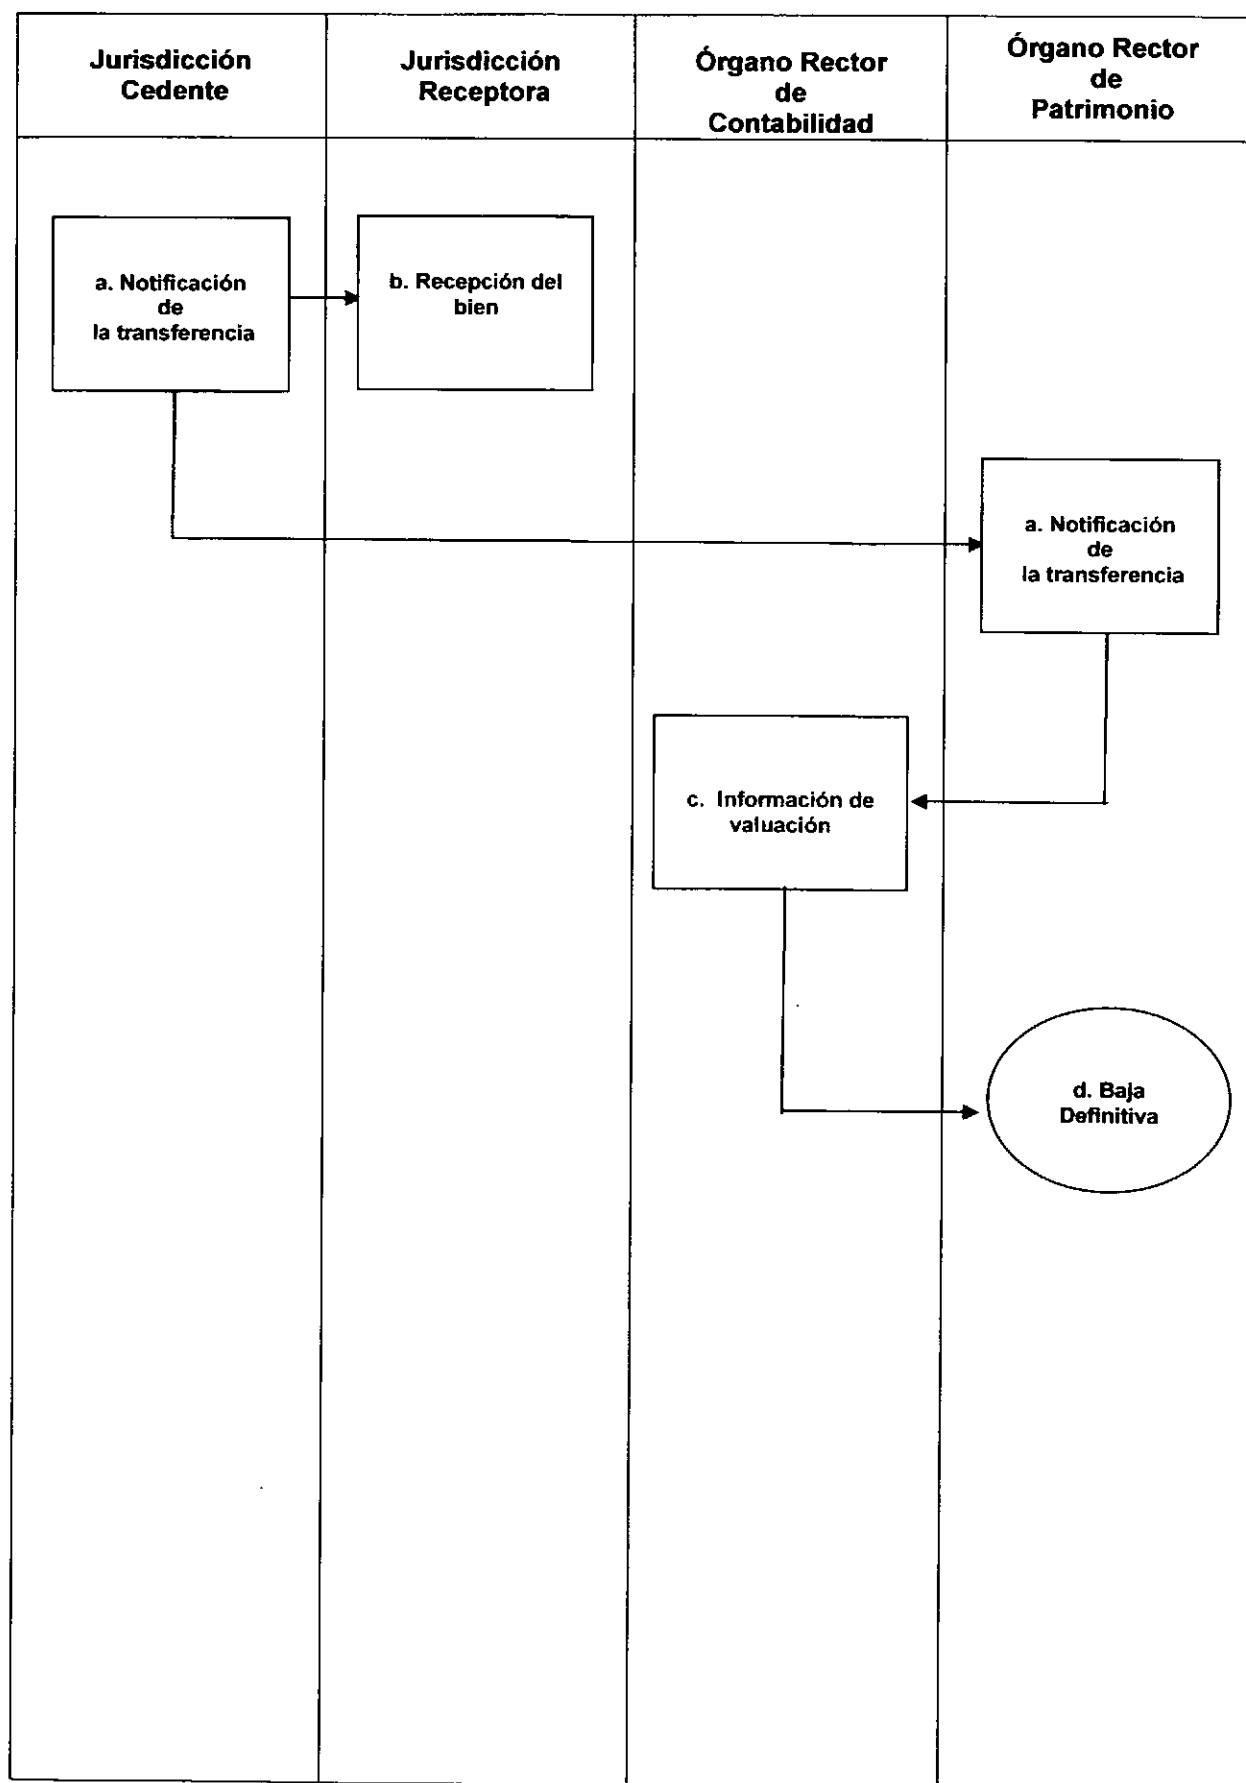 Jurisdicción
Cedente
Jurisdicción
Receptora
Órgano Rector
de
Contabilidad
Órgano Rector
de
Patrimonio
a. Notificación
de
la transferencia
b. Recepción del
bien
a. Notificación
de
la transferencia
c. Información de
valuación
d. Baja
Definitiva